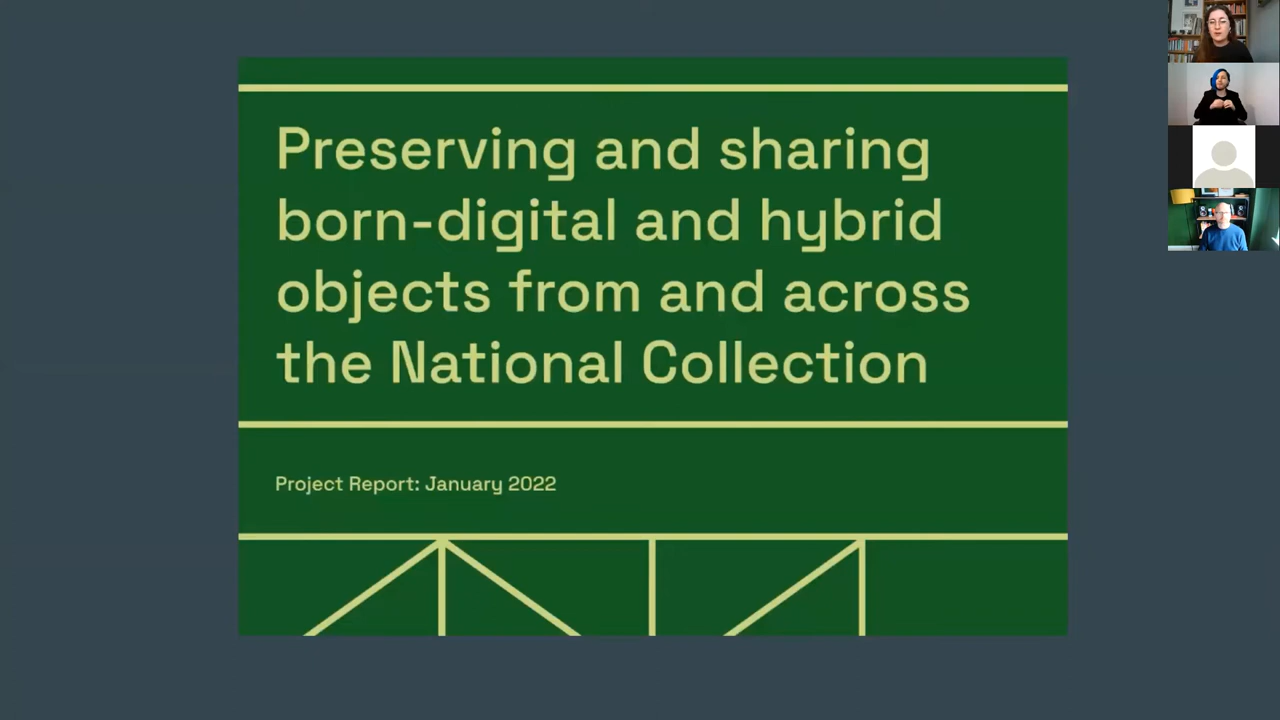 Preserving and sharing
born-digital and hybrid
objects from and across
the National Collection
Project Report: January 2022